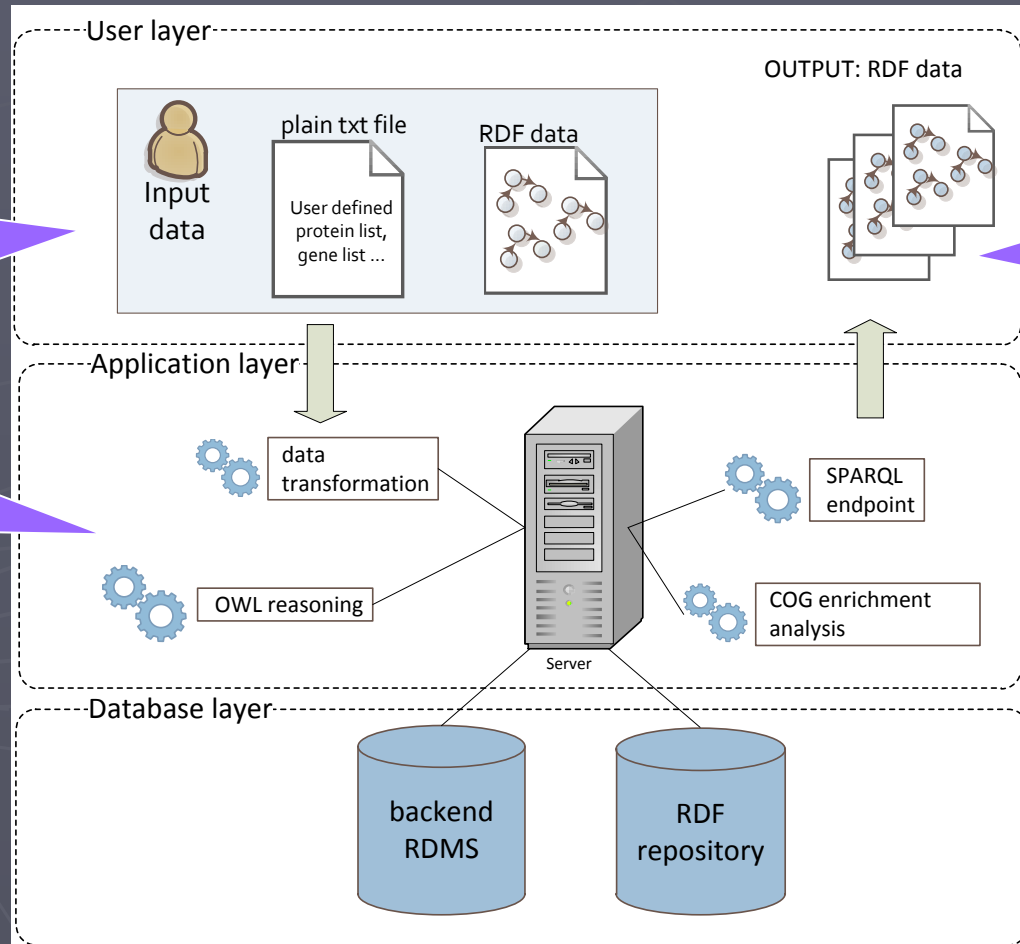 User layer
OUTPUT: RDF data
plain txt file
RDF data
Input
data
User defined
protein list,
gene list ...
Application layer
data
transformation
SPARQL
endpoint
OWL reasoning
COG enrichment
analysis
Server
Database layer
backend
RDMS
RDF
repository